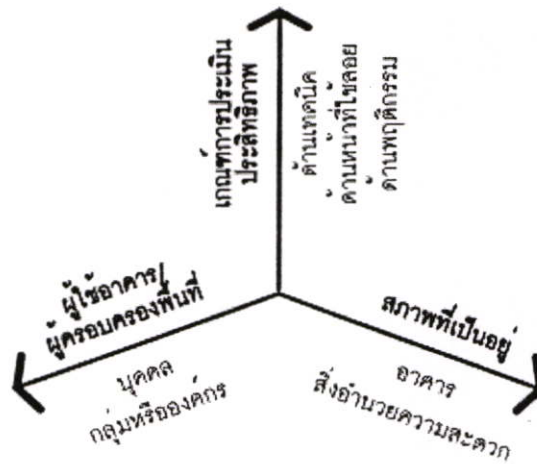 เกณฑ์การประเมิน
ประสิทธิภาพ
ด้านเทคนิค
ด้านหน้าที่ใช้สอย
ด้านพฤติกรรม
ผู้ใช้อาคาร/
ผู้ครอบครองพื้นที่
บุคคล
กลุ่มหรือองค์กร
สภาพที่เป็นอยู่
อาคาร
สิ่งอำนวยความสะดวก